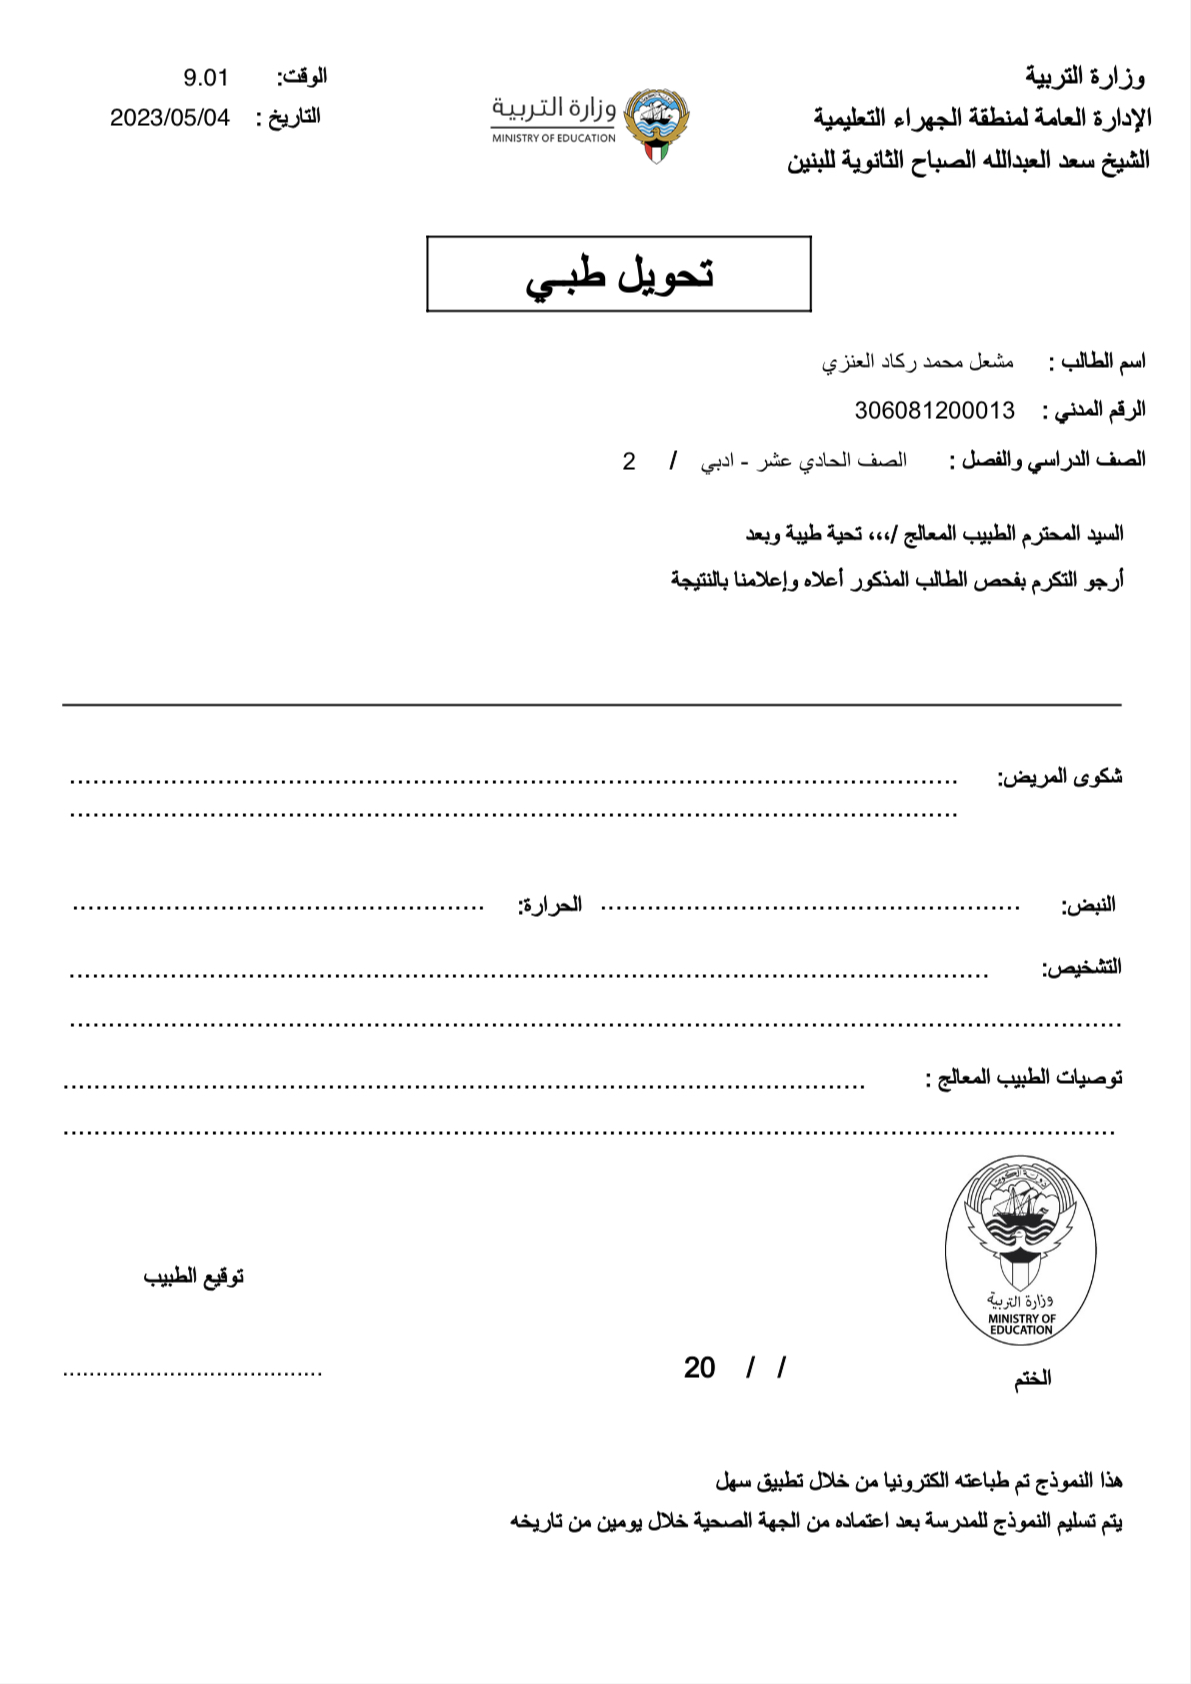 وزارة التربية
الإدارة العامة لمنطقة الجهراء التعليمية
الشيخ سعد العبدالله الصباح الثانوية للبنين
وزارة التربية
MINISTRY OF EDUCATION
الوقت: 9.01
التاريخ : 2023/05/04
تحويل طبي
اسم الطالب : مشعل محمد ركاد العنزي
الرقم المدني : 306081200013
الصف الدراسي والفصل : الصف الحادي عشر - ادبي / 2
السيد المحترم الطبيب المعالج /،،، تحية طيبة وبعد
أرجو التكرم بفحص الطالب المذكور أعلاه وإعلامنا بالنتيجة
شكوى المريض:
النبض: الحرارة:
التشخيص:
توصيات الطبيب المعالج :
دولة الكويت
وزارة التربية
MINISTRY OF
EDUCATION
توقيع الطبيب
الختم
/ / 20
هذا النموذج تم طباعته الكترونيا من خلال تطبيق سهل
يتم تسليم النموذج للمدرسة بعد اعتماده من الجهة الصحية خلال يومين من تاريخه